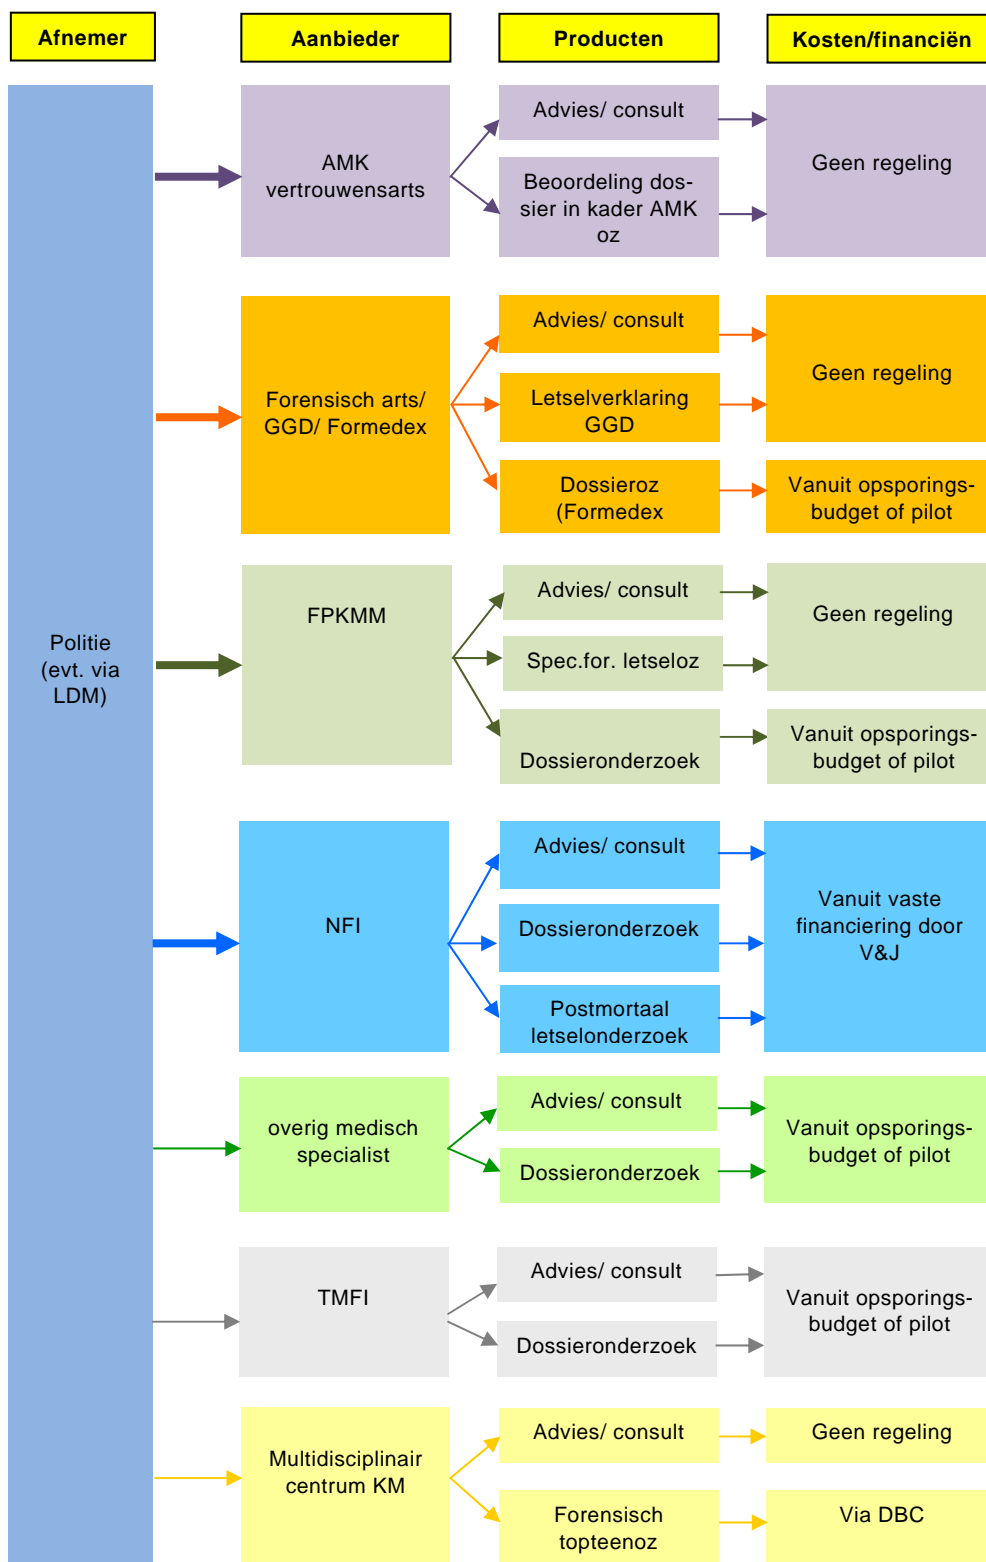 Afnemer
Aanbieder
Producten
Kosten/financiën
Politie
(evt. via
LDM)
AMK
vertrouwensarts
Advies/ consult
Beoordeling dos-
sier in kader AMK
oz
Geen regeling
Forensisch arts/
GGD/ Formedex
Advies/ consult
Letselverklaring
GGD
Dossieroz
(Formedex
Geen regeling
Vanuit opsporings-
budget of pilot
FPKMM
Advies/ consult
Spec.for. letseloz
Dossieronderzoek
Geen regeling
Vanuit opsporings-
budget of pilot
NFI
Advies/ consult
Dossieronderzoek
Postmortaal
letselonderzoek
Vanuit vaste
financiering door
V&J
overig medisch
specialist
Advies/ consult
Dossieronderzoek
Vanuit opsporings-
budget of pilot
TMFI
Advies/ consult
Dossieronderzoek
Vanuit opsporings-
budget of pilot
Multidisciplinair
centrum KM
Advies/ consult
Forensisch
topteenoz
Geen regeling
Via DBC